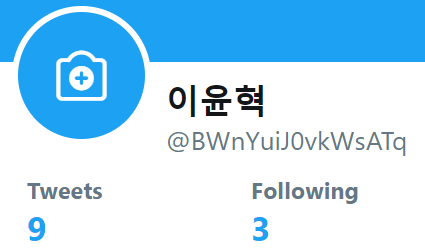 이윤혁
@BWnYuiJ0vkWsATq
Tweets Following
9 3